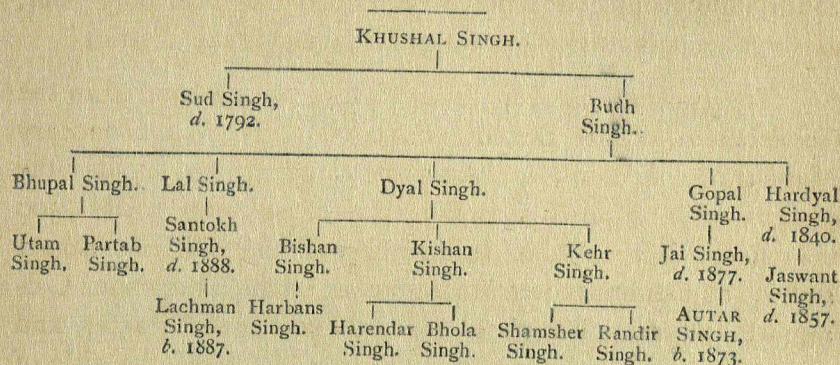 KHUSHAL SINGH.
Sud Singh,
d. 1792.
Budh
Singh.
Bhupal Singh.
Utam
Singh.
Partab
Singh.
Lal Singh.
Santokh
Singh,
d. 1888.
Lachman
Singh,
b. 1887.
Dyal Singh.
Bishan
Singh.
Harbans
Singh.
Kishan
Singh.
Harendar
Singh.
Bhola
Singh.
Kehr
Singh.
Shamsher
Singh.
Randir
Singh.
Gopal
Singh.
Jai Singh,
d. 1877.
AUTAR
SINGH,
b. 1873.
Hardyal
Singh,
d. 1840.
Jaswant
Singh,
d. 1857.